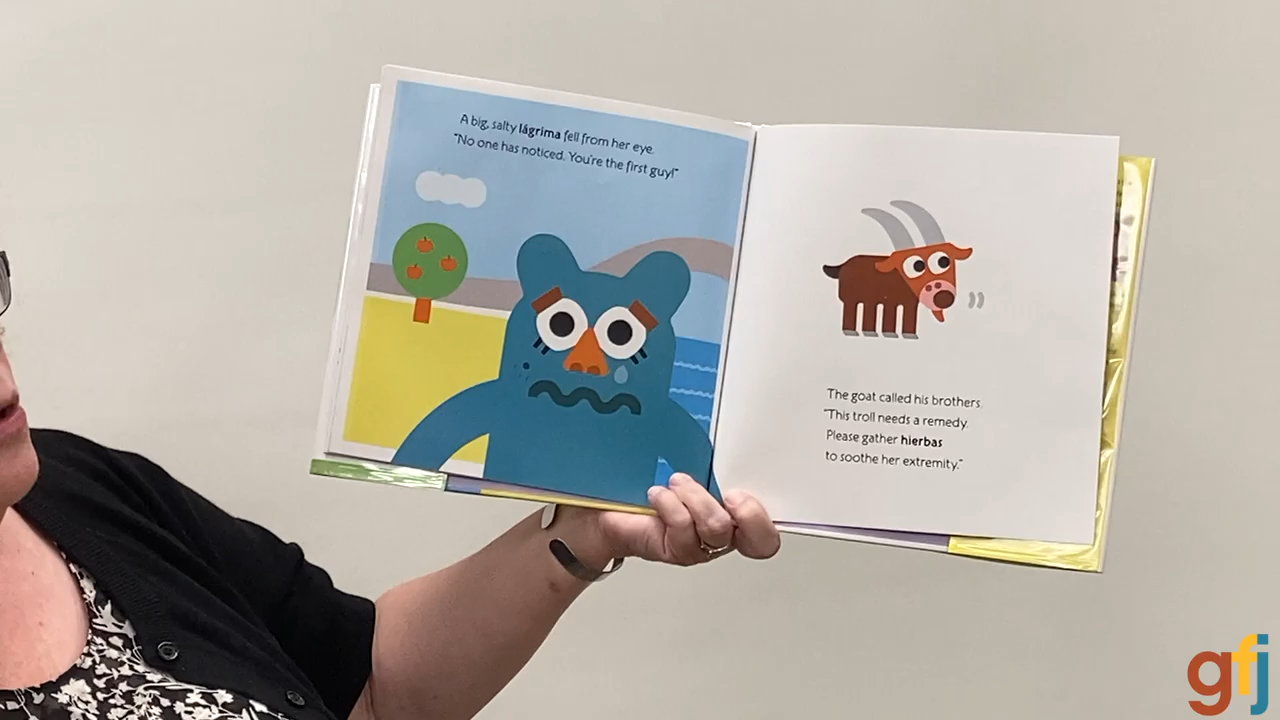 A big, salty lágrima fell from her eye.
"No one has noticed. You're the first guy!"
The goat called his brothers.
"This troll needs a remedy.
Please gather hierbas
to soothe her extremity."
gfj